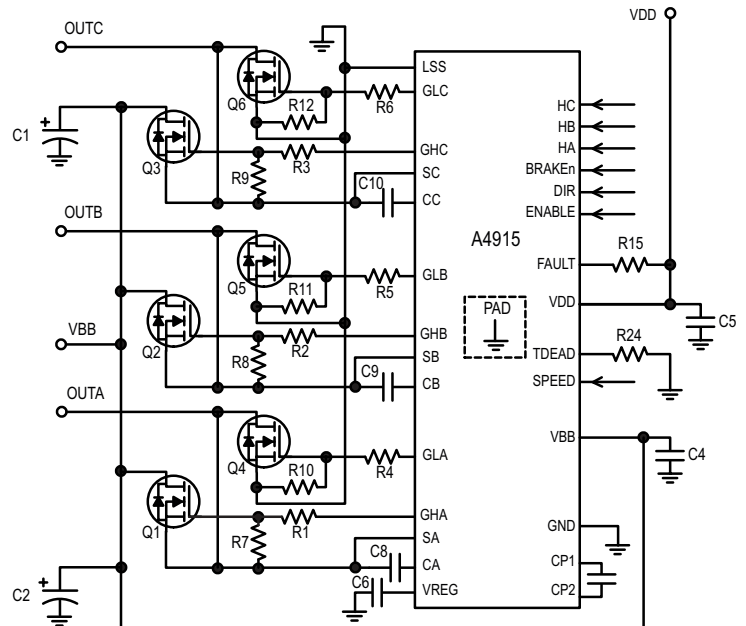 OUTC
VDD
LSS
GLC
Q6
R12
R6
C1
+
HC
HB
HA
BRAKEn
DIR
ENABLE
Q3
R9
R3
GHC
SC
C10
CC
OUTB
A4915
R15
FAULT
Q5
R11
R5
GLB
PAD
VDD
C5
VBB
Q2
R8
R2
GHB
SB
C9
CB
R24
TDEAD
SPEED
OUTA
VBB
C4
Q4
R10
R4
GLA
Q1
R7
R1
GHA
SA
C8
CA
GND
C2
+
C6
VREG
CP1
CP2